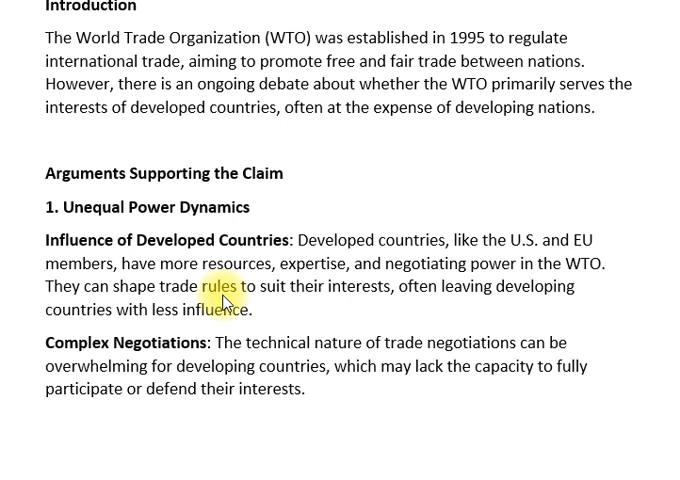 Introduction
The World Trade Organization (WTO) was established in 1995 to regulate
international trade, aiming to promote free and fair trade between nations.
However, there is an ongoing debate about whether the WTO primarily serves the
interests of developed countries, often at the expense of developing nations.
Arguments Supporting the Claim
1. Unequal Power Dynamics
Influence of Developed Countries: Developed countries, like the U.S. and EU
members, have more resources, expertise, and negotiating power in the WTO.
They can shape trade rules to suit their interests, often leaving developing
countries with less influence.
Complex Negotiations: The technical nature of trade negotiations can be
overwhelming for developing countries, which may lack the capacity to fully
participate or defend their interests.